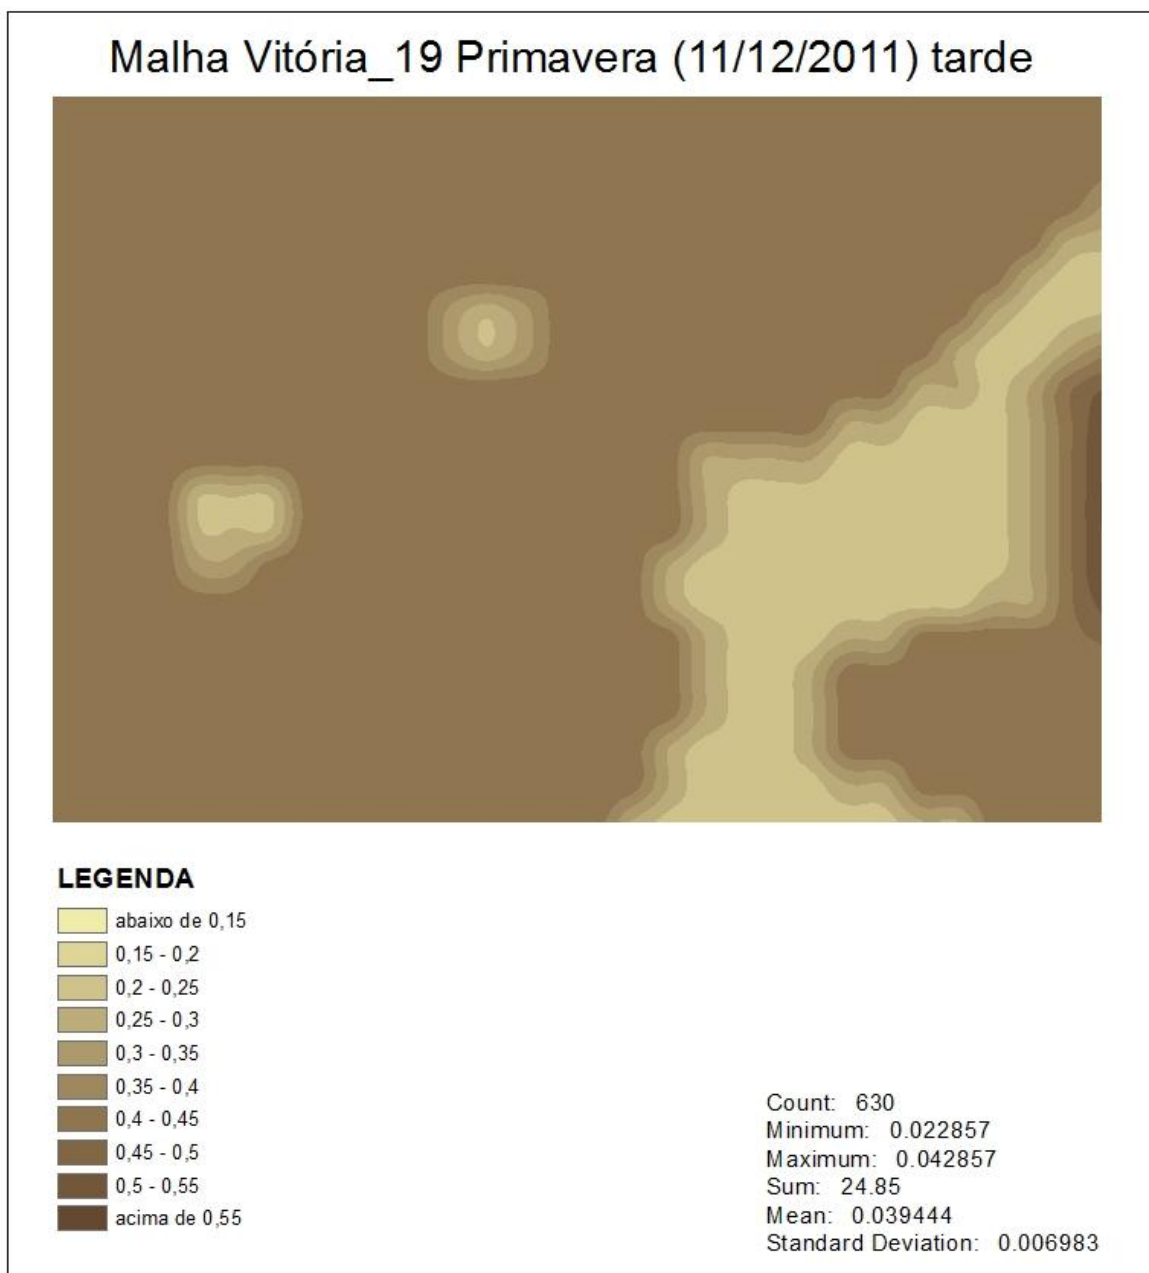 Malha Vitória_19 Primavera (11/12/2011) tarde
LEGENDA
abaixo de 0,15
0,15 - 0,2
0,2 - 0,25
0,25 - 0,3
0,3 - 0,35
0,35 - 0,4
0,4 - 0,45
0,45 - 0,5
0,5 - 0,55
acima de 0,55
Count: 630
Minimum: 0.022857
Maximum: 0.042857
Sum: 24.85
Mean: 0.039444
Standard Deviation: 0.006983